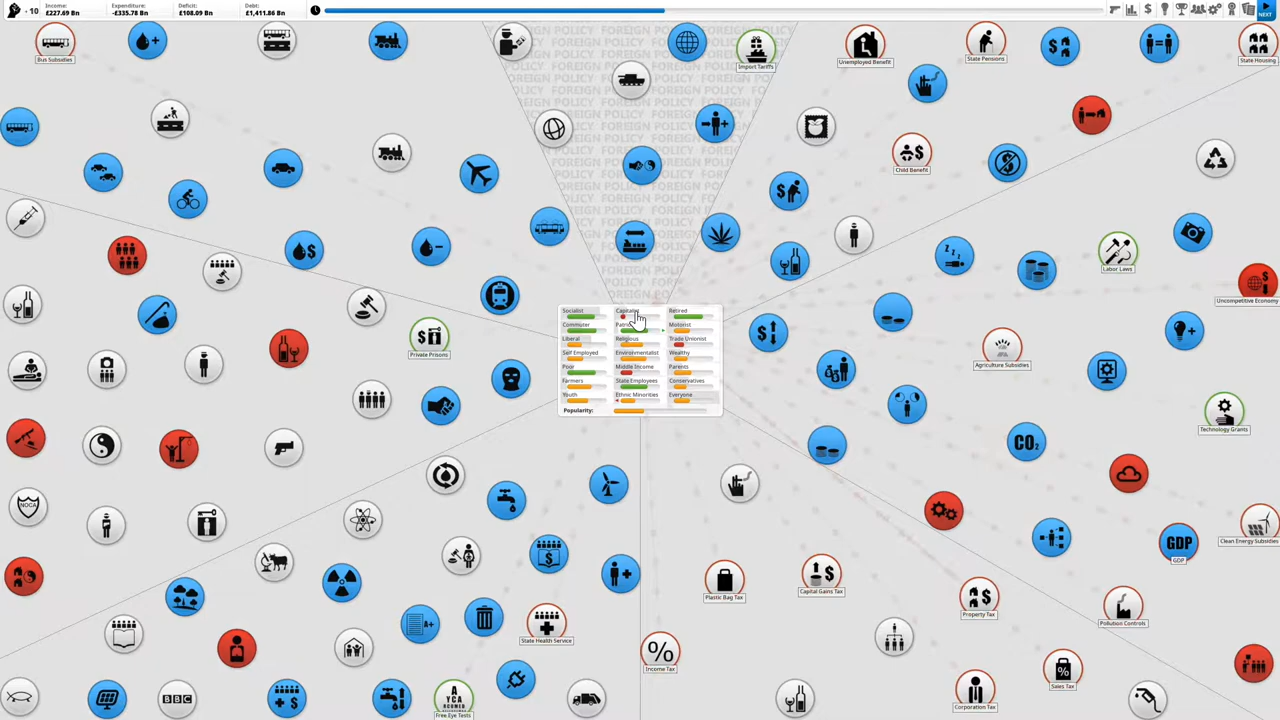 - 10
Income:
£227.69 Bn
Expenditure:
-£335.78 Bn
Deficit:
£108.09 Bn
Debt:
£1,411.86 Bn
NEXT
Bus Subsidies
Import Tariffs
Unemployed Benefit
State Pensions
State Housing
FOREIGN POLICY
Child Benefit
Labor Laws
Uncompetitive Economy
Private Prisons
Agriculture Subsidies
Technology Grants
Socialist
Capitalist
Retired
Commuter
Motorist
Liberal
Religious
Trade Unionist
Self Employed
Environmentalist
Wealthy
Poor
Middle Income
Parents
Farmers
State Employees
Conservatives
Youth
Ethnic Minorities
Everyone
Popularity:
CO2
NOCA
GDP
GDP
Clean Energy Subsidies
Plastic Bag Tax
Capital Gains Tax
Property Tax
Pollution Controls
A+
State Health Service
Income Tax
%
Sales Tax
Corporation Tax
BBC
Free Eye Tests